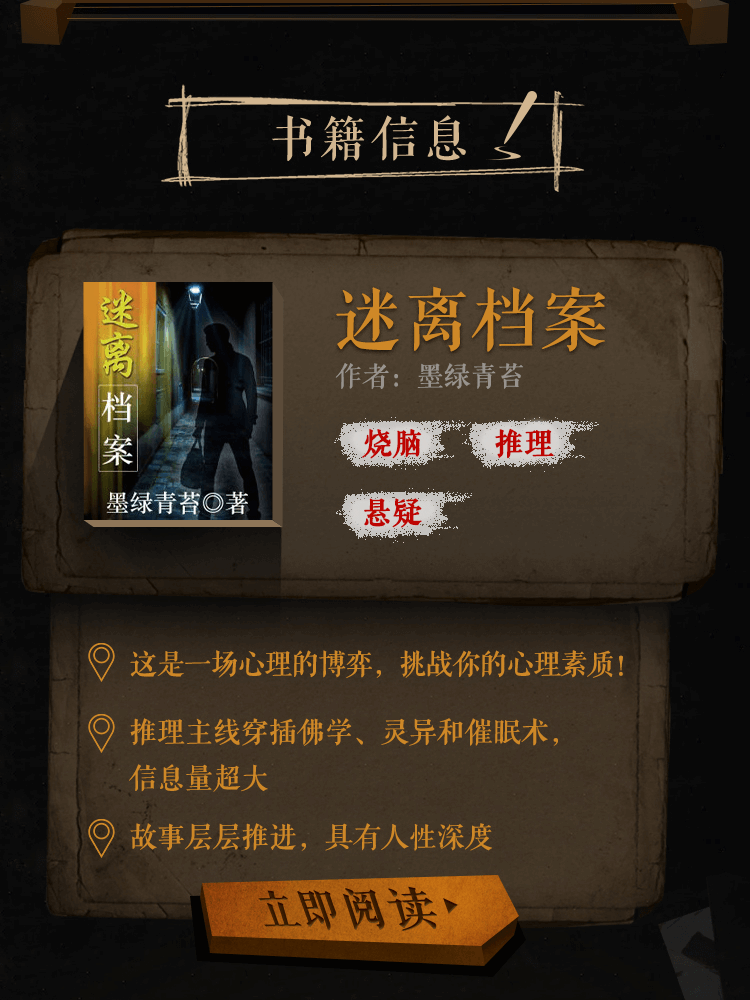 书籍信息
迷离
档案
墨绿青苔◎著
迷离档案
作者：墨绿青苔
烧脑
推理
悬疑
这是一场心理的博弈，挑战你的心理素质！
推理主线穿插佛学、灵异和催眠术，
信息量超大
故事层层推进，具有人性深度
立即阅读